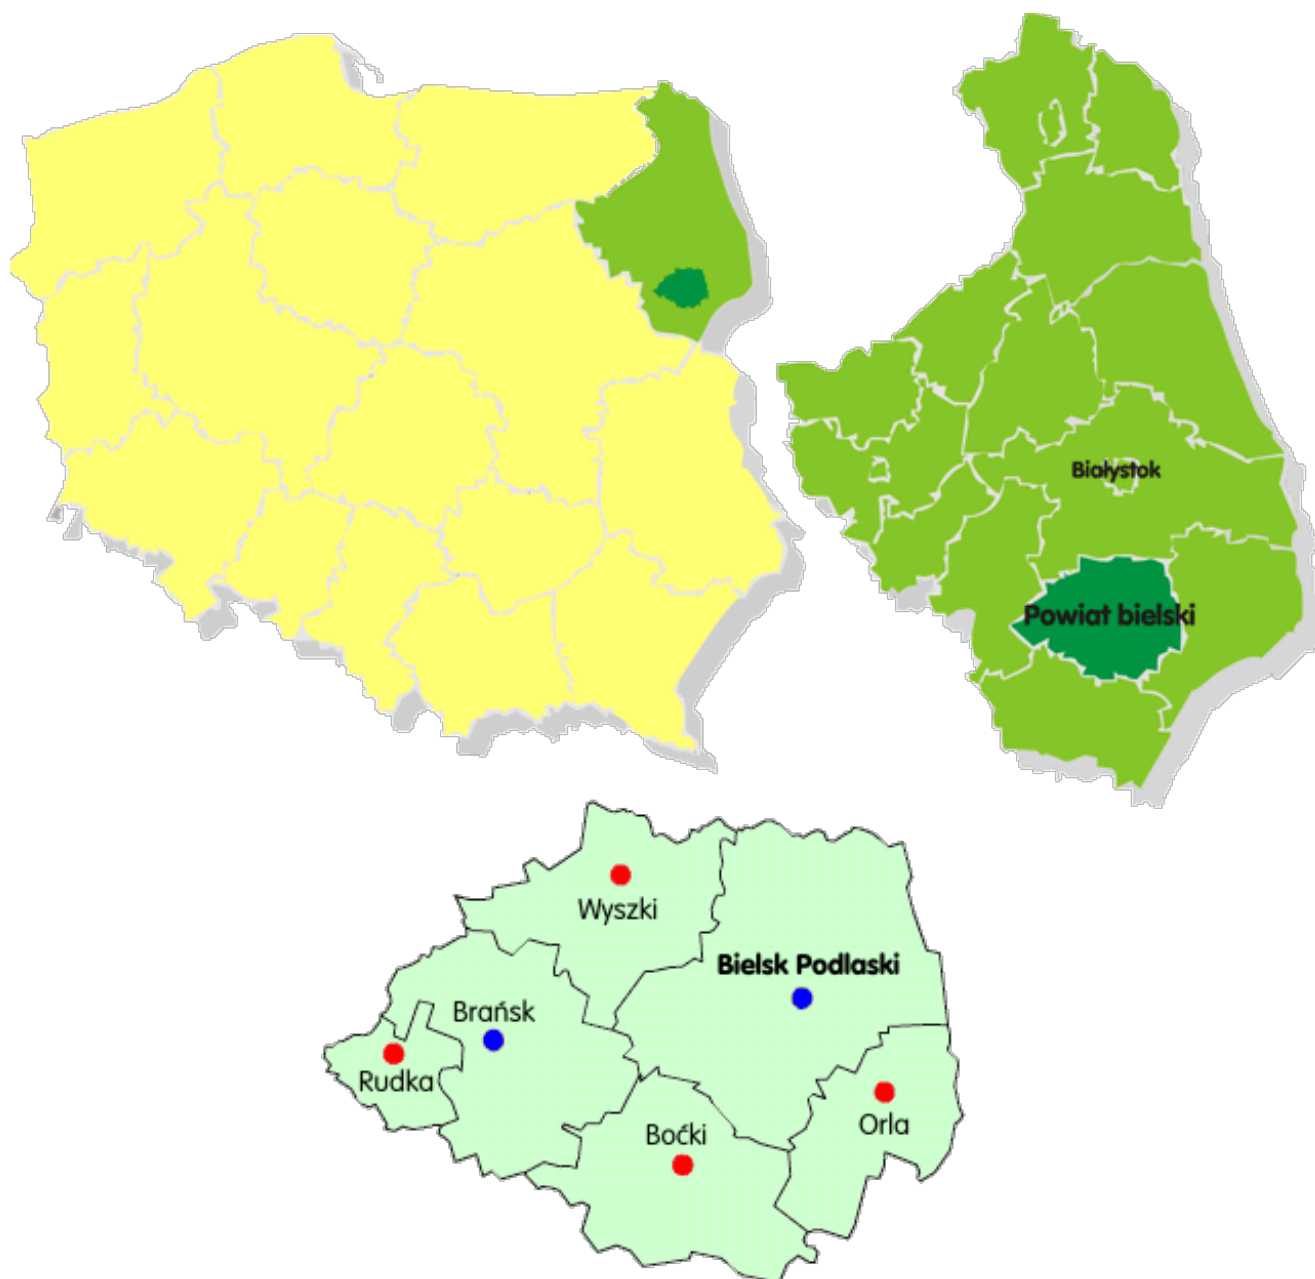 Białystok
Powiat bielski
Wyszki
Bielsk Podlaski
Brańsk
Rudka
Orla
Boćki